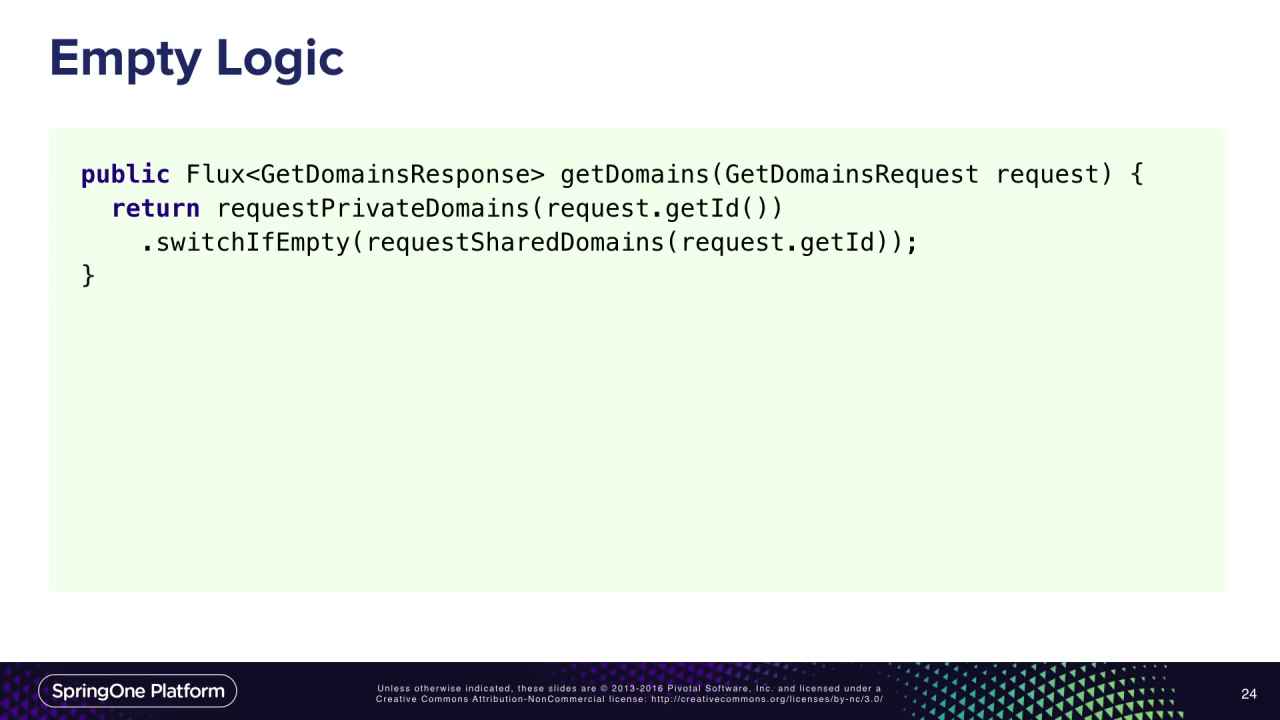 Empty Logic
public Flux<GetDomainsResponse> getDomains(GetDomainsRequest request) {
  return requestPrivateDomains(request.getId())
    .switchIfEmpty(requestSharedDomains(request.getId));
}
SpringOne Platform
Unless otherwise indicated, these slides are © 2013-2016 Pivotal Software, Inc. and licensed under a
Creative Commons Attribution-NonCommercial license: http://creativecommons.org/licenses/by-nc/3.0/
24